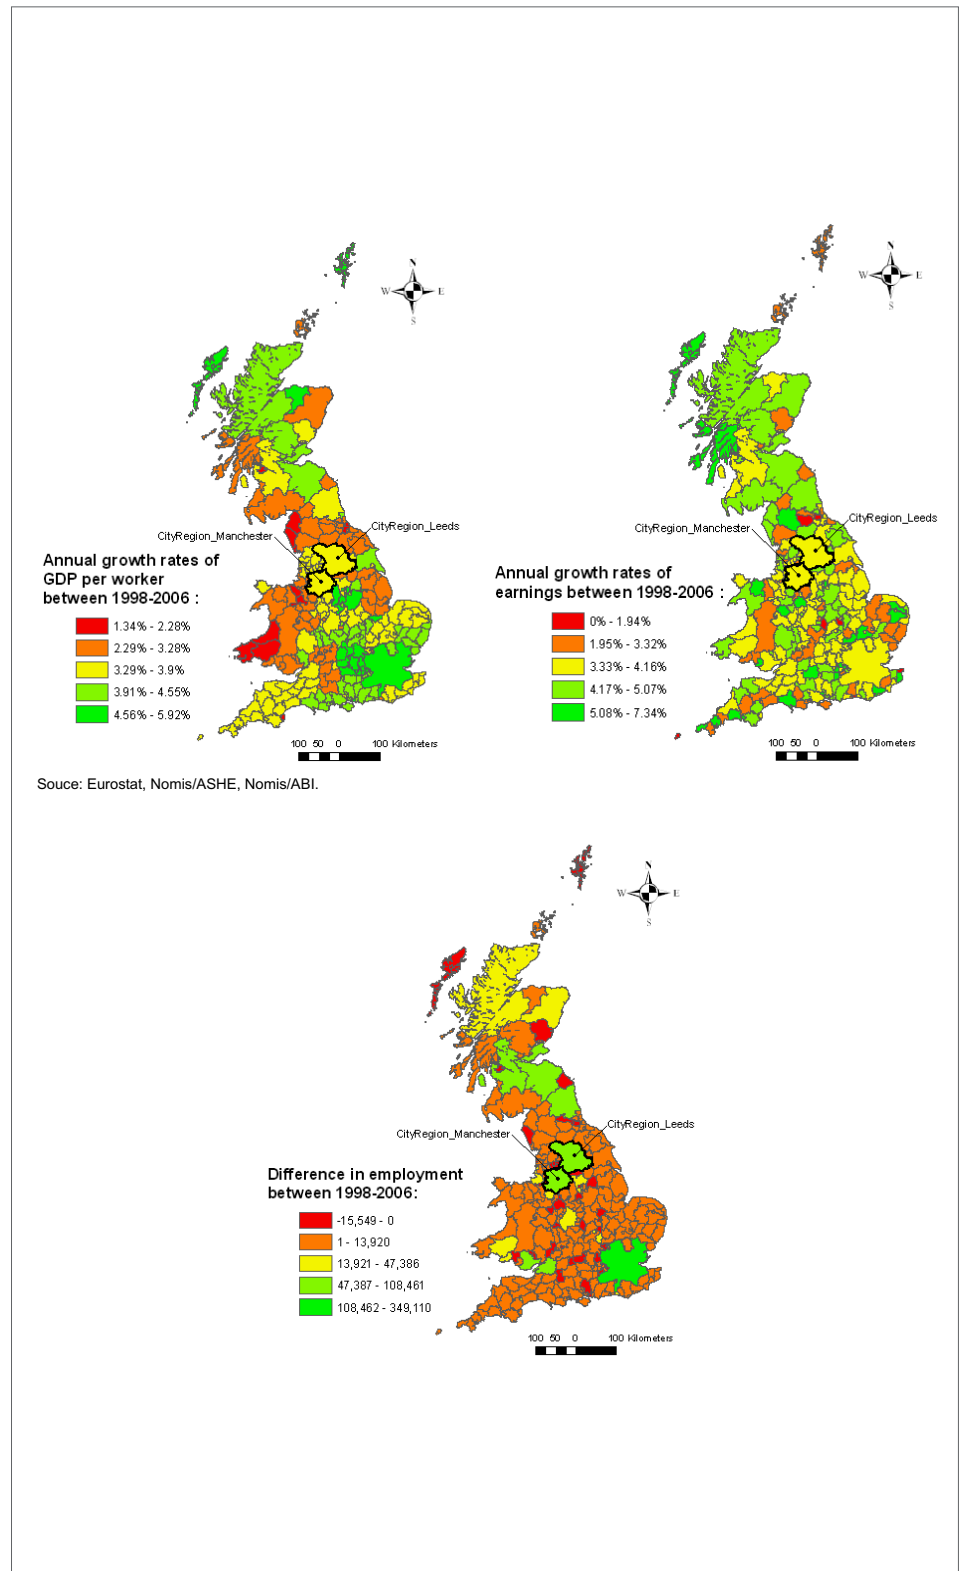 N
W E
S
CityRegion_Manchester
CityRegion_Leeds
Annual growth rates of
GDP per worker
between 1998-2006 :
1.34% - 2.28%
2.29% - 3.28%
3.29% - 3.9%
3.91% - 4.55%
4.56% - 5.92%
100 50 0 100 Kilometers
N
W E
S
CityRegion_Manchester
CityRegion_Leeds
Annual growth rates of
earnings between 1998-2006 :
0% - 1.94%
1.95% - 3.32%
3.33% - 4.16%
4.17% - 5.07%
5.08% - 7.34%
100 50 0 100 Kilometers
Souce: Eurostat, Nomis/ASHE, Nomis/ABI.
N
W E
S
CityRegion_Manchester
CityRegion_Leeds
Difference in employment
between 1998-2006:
-15,549 - 0
1 - 13,920
13,921 - 47,386
47,387 - 108,461
108,462 - 349,110
100 50 0 100 Kilometers